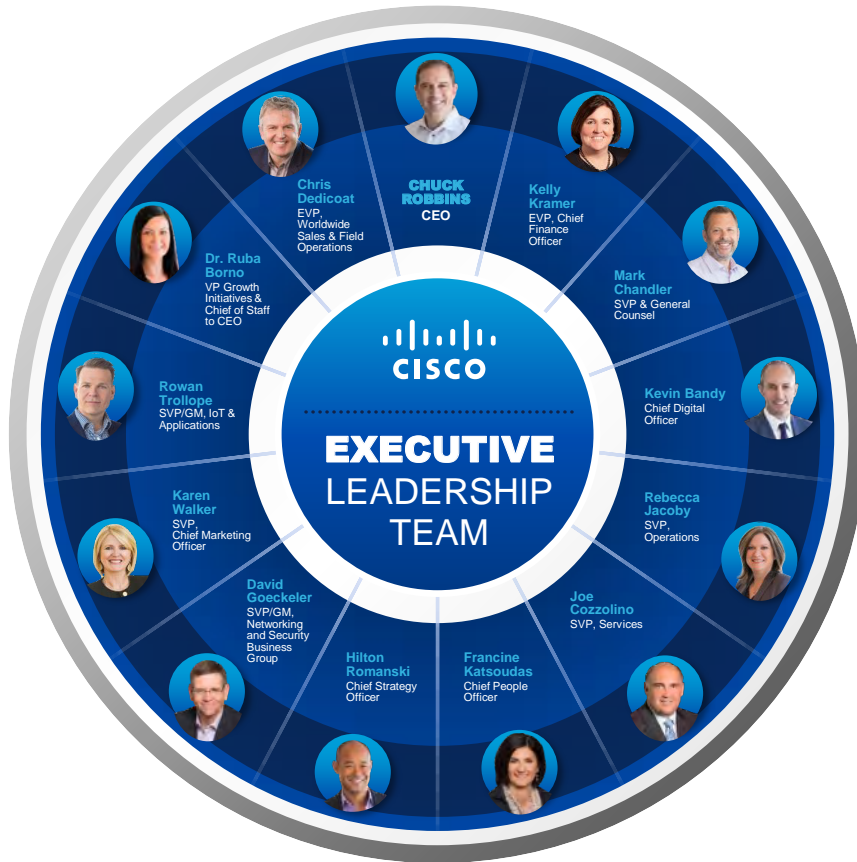 CHUCK
ROBBINS
CEO
Kelly
Kramer
EVP, Chief
Finance
Officer
Mark
Chandler
SVP & General
Counsel
Kevin Bandy
Chief Digital
Officer
Rebecca
Jacoby
SVP,
Operations
Joe
Cozzolino
SVP, Services
Francine
Katsoudas
Chief People
Officer
Hilton
Romanski
Chief Strategy
Officer
David
Goeckeler
SVP/GM,
Networking
and Security
Business
Group
Karen
Walker
SVP,
Chief Marketing
Officer
Rowan
Trollope
SVP/GM, IoT &
Applications
Dr. Ruba
Borno
VP Growth
Initiatives &
Chief of Staff
to CEO
Chris
Dedicoat
EVP,
Worldwide
Sales & Field
Operations
CISCO
EXECUTIVE
LEADERSHIP
TEAM